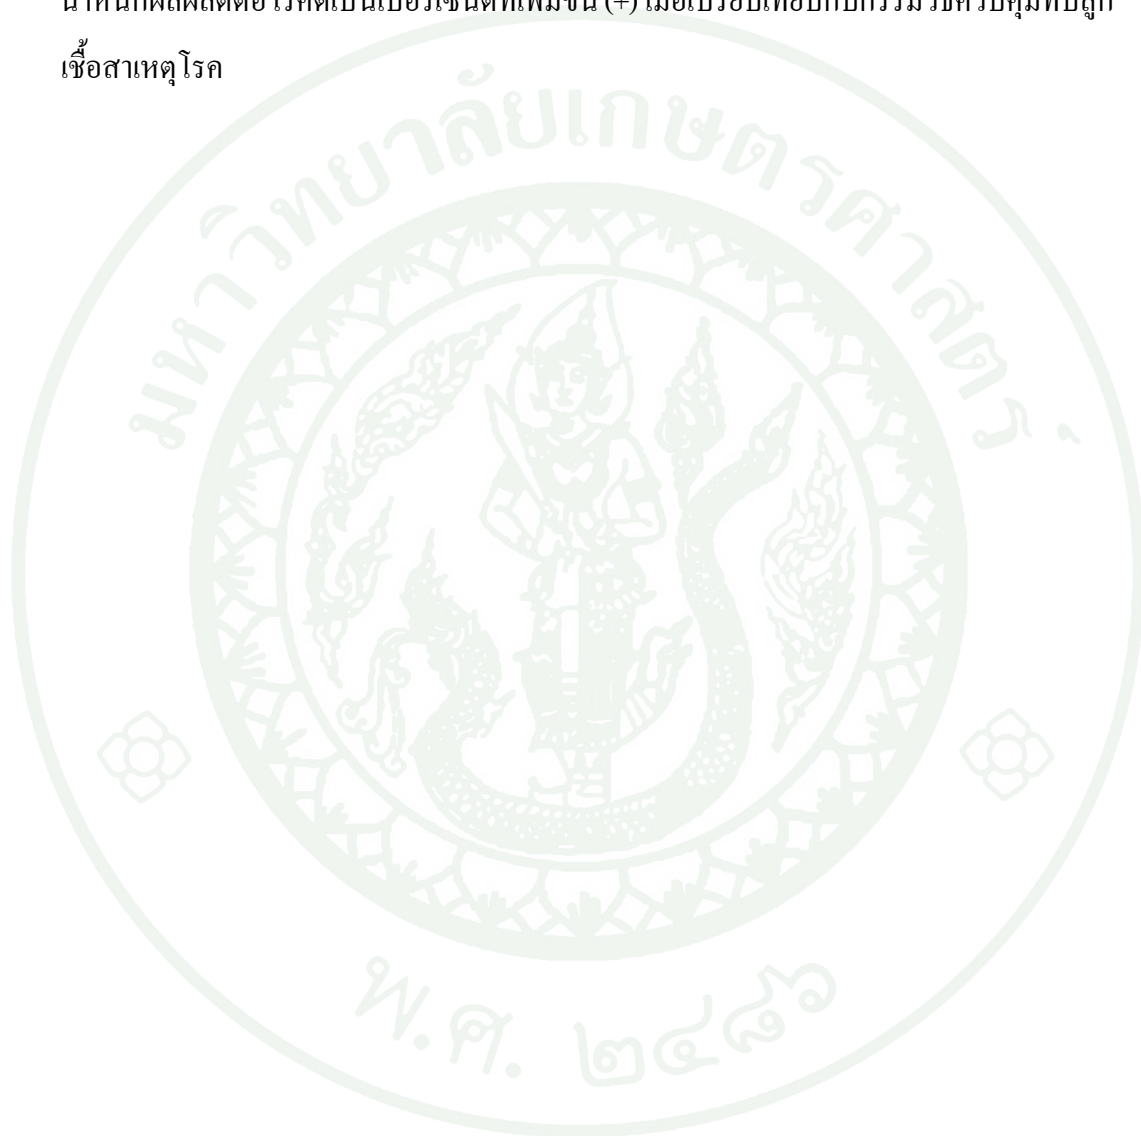 น้ำหนักผลผลิตต่อไร่คิดเป็นเปอร์เซ็นต์ที่เพิ่มขึ้น (+) เมื่อเปรียบเทียบกับกรรมวิธีควบคุมที่ปลูก
เชื้อสาเหตุโรค
มหาวิทยาลัยเกษตรศาสตร์
พ.ศ. ๒๔๘๖